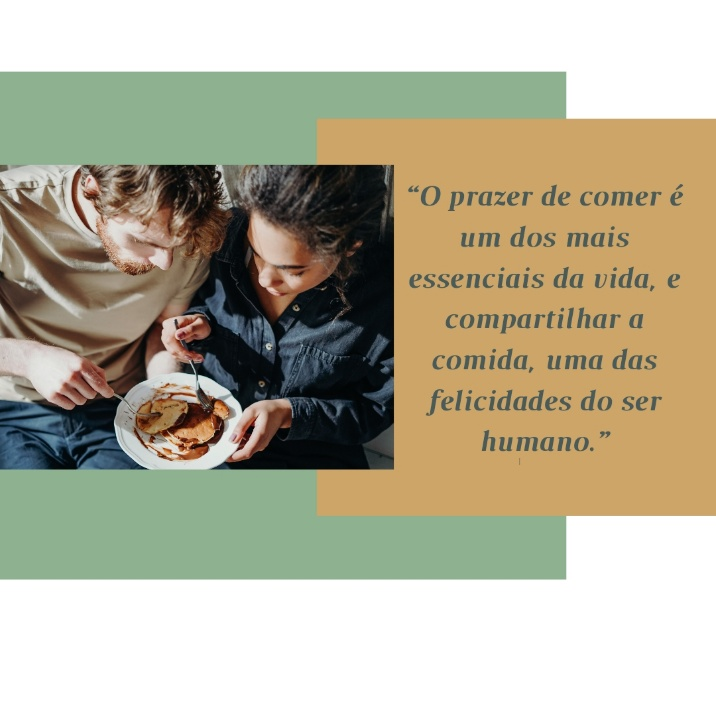 “O prazer de comer é
um dos mais
essenciais da vida, e
compartilhar a
comida, uma das
felicidades do ser
humano.”